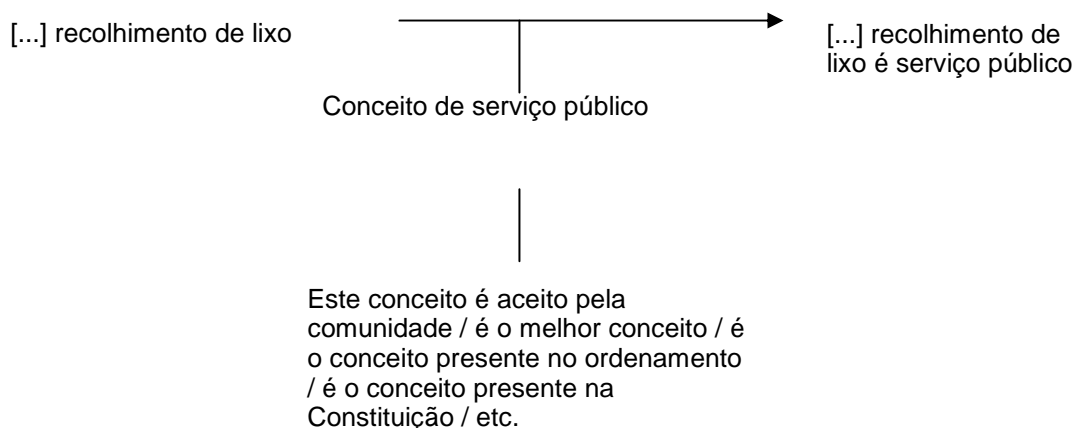 [...] recolhimento de lixo
[...] recolhimento de
lixo é serviço público
Conceito de serviço público
Este conceito é aceito pela
comunidade / é o melhor conceito / é
o conceito presente no ordenamento
/ é o conceito presente na
Constituição / etc.